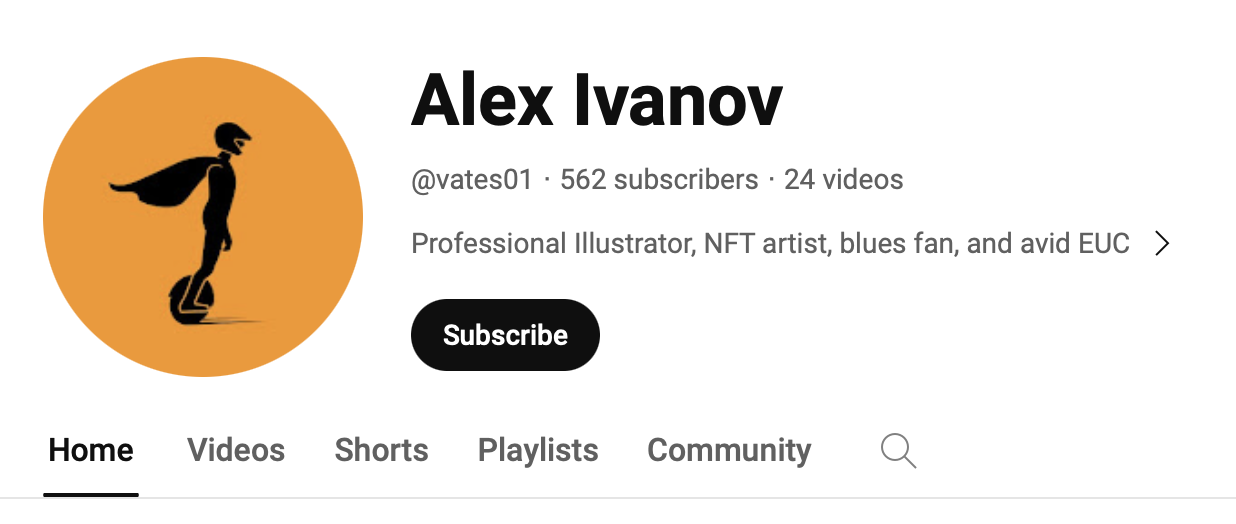 Alex Ivanov
@vates01 · 562 subscribers · 24 videos
Professional Illustrator, NFT artist, blues fan, and avid EUC
Subscribe
Home Videos Shorts Playlists Community